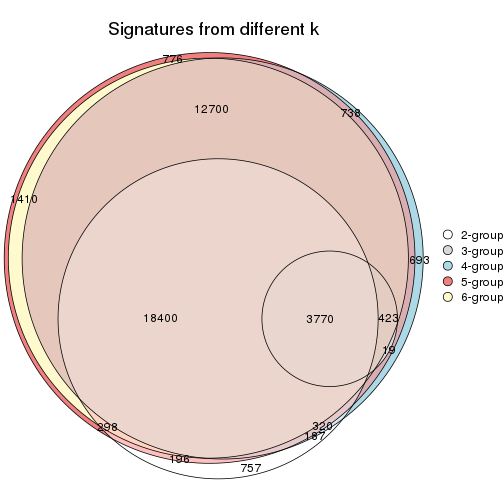 Signatures from different k
776
12700
738
1410
2-group
3-group
693
4-group
5-group
6-group
18400
3770
423
19
298
320
187
196
757